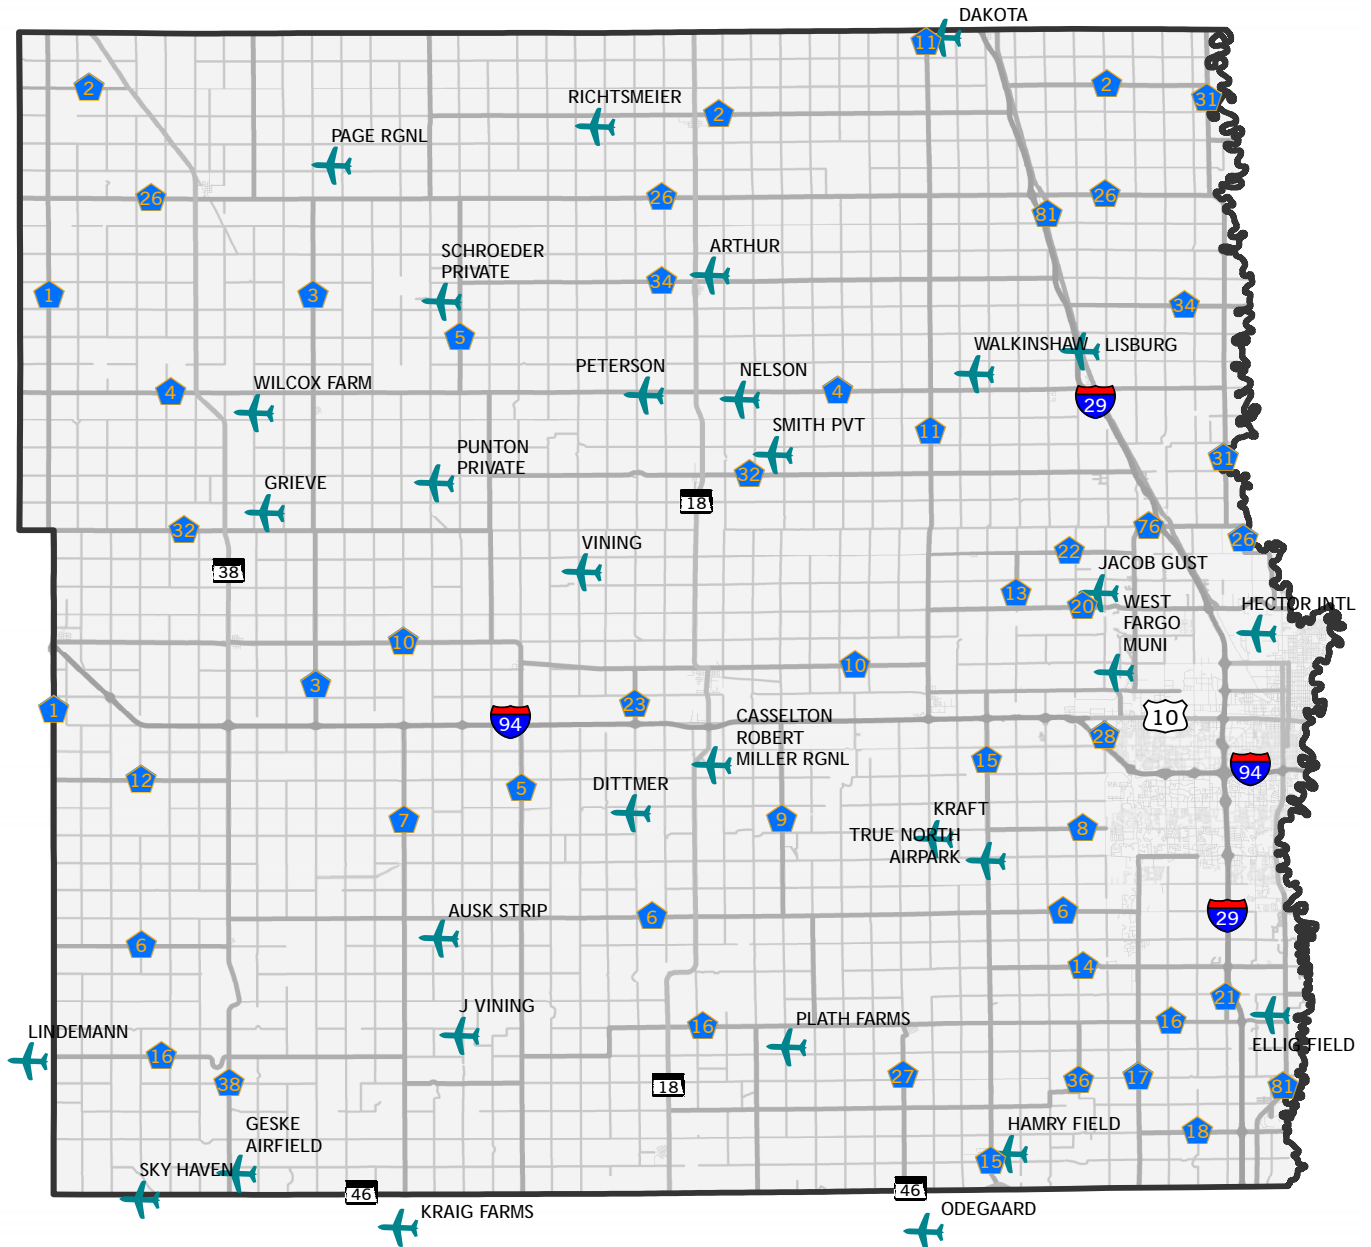 DAKOTA
11
2
2
31
RICHTSMEIER
2
PAGE RGNL
26
26
26
81
SCHROEDER
PRIVATE
ARTHUR
34
1
3
34
5
WALKINSHAW
LISBURG
PETERSON
NELSON
WILCOX FARM
4
4
29
SMITH PVT
11
PUNTON
PRIVATE
32
31
GRIEVE
18
32
76
26
VINING
22
38
JACOB GUST
13
20
WEST
FARGO
MUNI
HECTOR INTL
10
10
3
23
1
94
CASSELTON
ROBERT
MILLER RGNL
10
28
15
94
12
DITTMER
5
7
9
KRAFT
8
TRUE NORTH
AIRPARK
AUSK STRIP
6
6
29
6
14
J VINING
21
LINDEMANN
16
PLATH FARMS
16
ELLIG FIELD
16
38
18
27
36
17
81
GESKE
AIRFIELD
HAMRY FIELD
18
15
SKY HAVEN
46
46
KRAIG FARMS
ODEGAARD